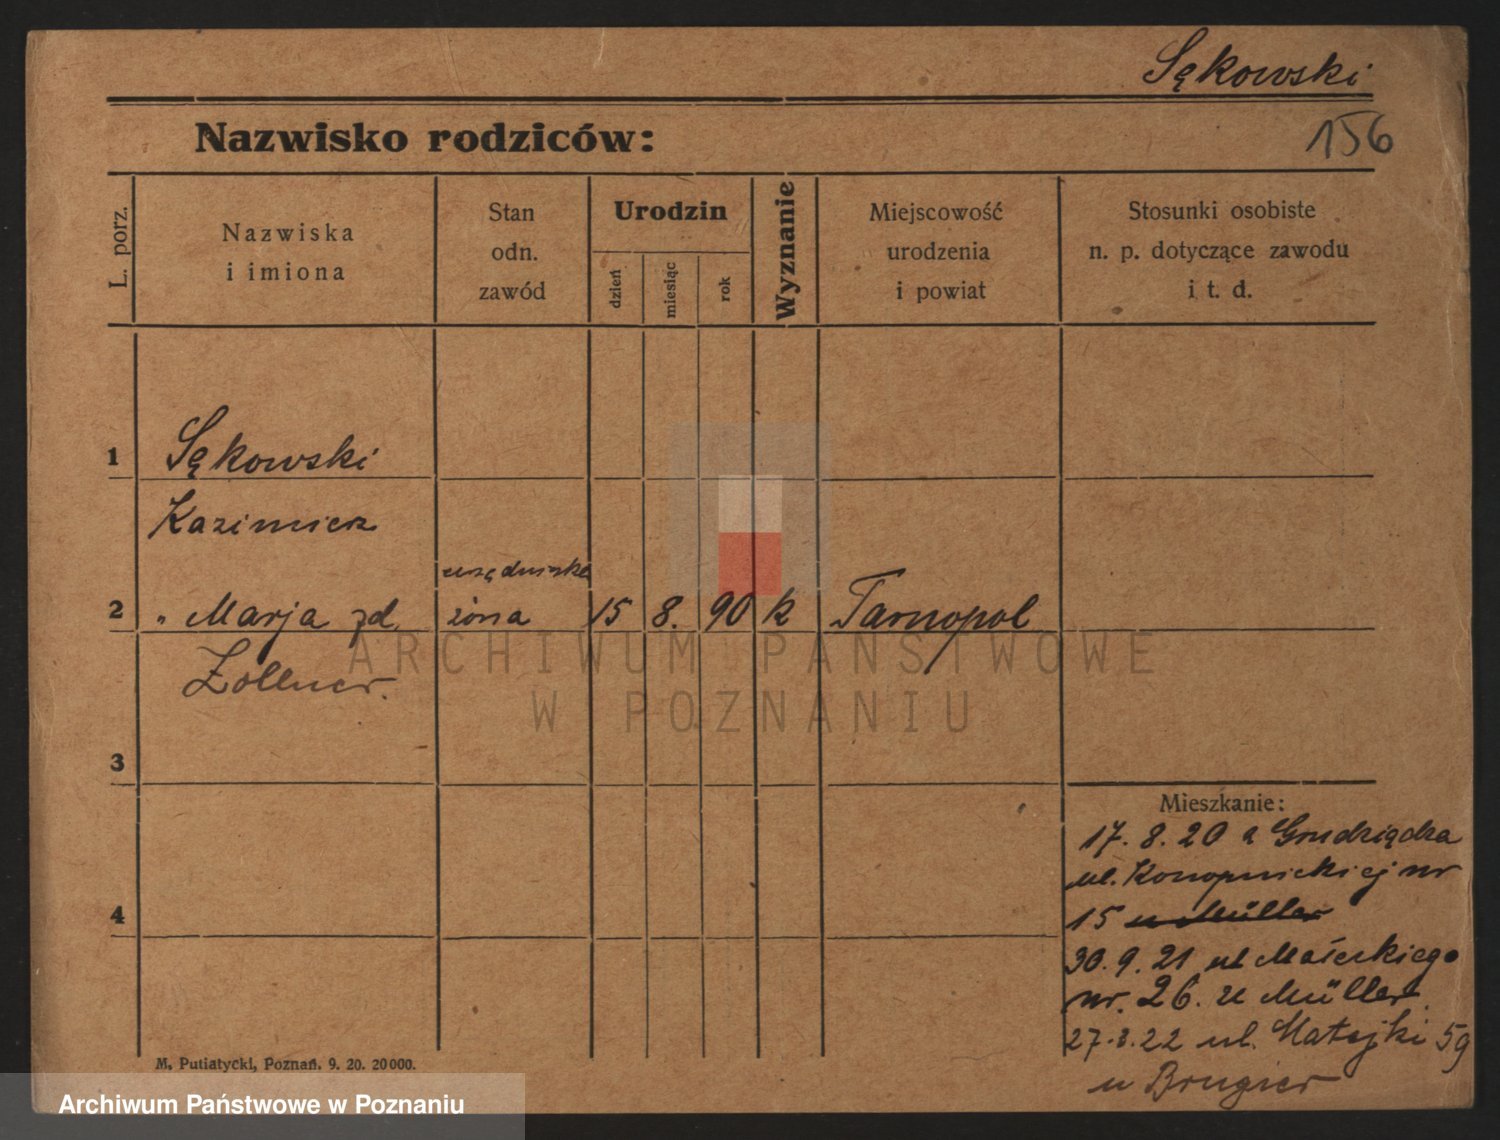 Sękowski
Nazwisko rodziców:
156
L. porz.
Nazwiska
i imiona
Stan
odn.
zawód
Urodzin
dzień
miesiąc
rok
Wyznanie
Miejscowość
urodzenia
i powiat
Stosunki osobiste
n. p. dotyczące zawodu
i t. d.
1 Sękowski
Kazimierz
urzędniczka
2 " Marja zd. żona 15 8. 90 k Tarnopol
Zollner.
ARCHIWUM PAŃSTWOWE
W POZNANIU
3
Mieszkanie:
17. 8. 20 z Grudziądza
ul. Konopnickiej nr
4
15 u Müller
30. 9. 21 ul Małeckiego
nr. 26. u Müller
27.3.22 ul. Matejki 59
u Brugier
M. Putiatycki, Poznań. 9. 20. 20000.
Archiwum Państwowe w Poznaniu